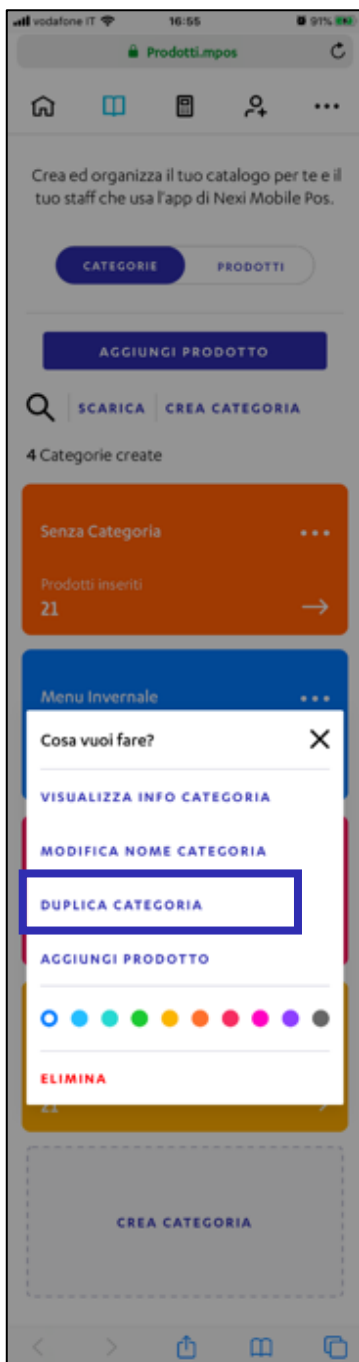 vodafone IT 16:55 91%
Prodotti.mpos
Crea ed organizza il tuo catalogo per te e il
tuo staff che usa l'app di Nexi Mobile Pos.
CATEGORIE PRODOTTI
AGGIUNGI PRODOTTO
SCARICA CREA CATEGORIA
4 Categorie create
Senza Categoria
Prodotti inseriti
21
Menu Invernale
Cosa vuoi fare?
VISUALIZZA INFO CATEGORIA
MODIFICA NOME CATEGORIA
DUPLICA CATEGORIA
AGGIUNGI PRODOTTO
ELIMINA
21
CREA CATEGORIA